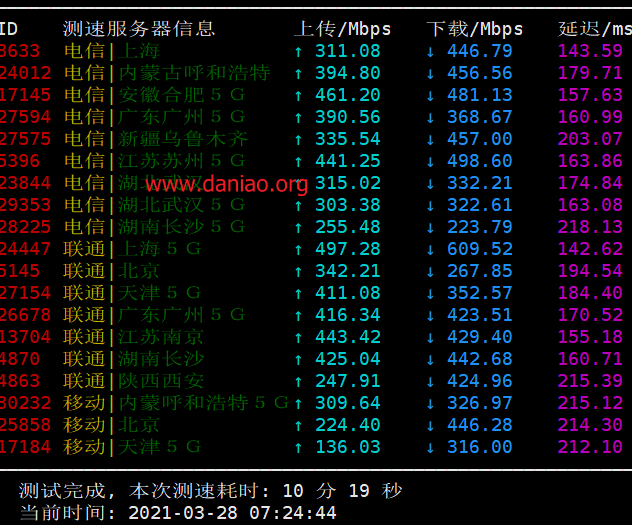 ID 测速服务器信息 上传/Mbps 下载/Mbps 延迟/ms
3633 电信|上海 ↑ 311.08 ↓ 446.79 143.59
24012 电信|内蒙古呼和浩特 ↑ 394.80 ↓ 456.56 179.71
17145 电信|安徽合肥５Ｇ ↑ 461.20 ↓ 481.13 157.63
27594 电信|广东广州５Ｇ ↑ 390.56 ↓ 368.67 160.99
27575 电信|新疆乌鲁木齐 ↑ 335.54 ↓ 457.00 203.07
5396 电信|江苏苏州５Ｇ ↑ 441.25 ↓ 498.60 163.86
23844 电信|湖北武汉 ↑ 315.02 ↓ 332.21 174.84
www.daniao.org
29353 电信|湖北武汉５Ｇ ↑ 303.38 ↓ 322.61 163.08
28225 电信|湖南长沙５Ｇ ↑ 255.48 ↓ 223.79 218.13
24447 联通|上海５Ｇ ↑ 497.28 ↓ 609.52 142.62
5145 联通|北京 ↑ 342.21 ↓ 267.85 194.54
27154 联通|天津５Ｇ ↑ 411.08 ↓ 352.57 184.40
26678 联通|广东广州５Ｇ ↑ 416.34 ↓ 423.51 170.52
13704 联通|江苏南京 ↑ 443.42 ↓ 429.40 155.18
4870 联通|湖南长沙 ↑ 425.04 ↓ 442.68 160.71
4863 联通|陕西西安 ↑ 247.91 ↓ 424.96 215.39
30232 移动|内蒙呼和浩特５Ｇ ↑ 309.64 ↓ 326.97 215.12
25858 移动|北京 ↑ 224.40 ↓ 446.28 214.30
17184 移动|天津５Ｇ ↑ 136.03 ↓ 316.00 212.10
测试完成, 本次测速耗时: 10 分 19 秒
当前时间: 2021-03-28 07:24:44